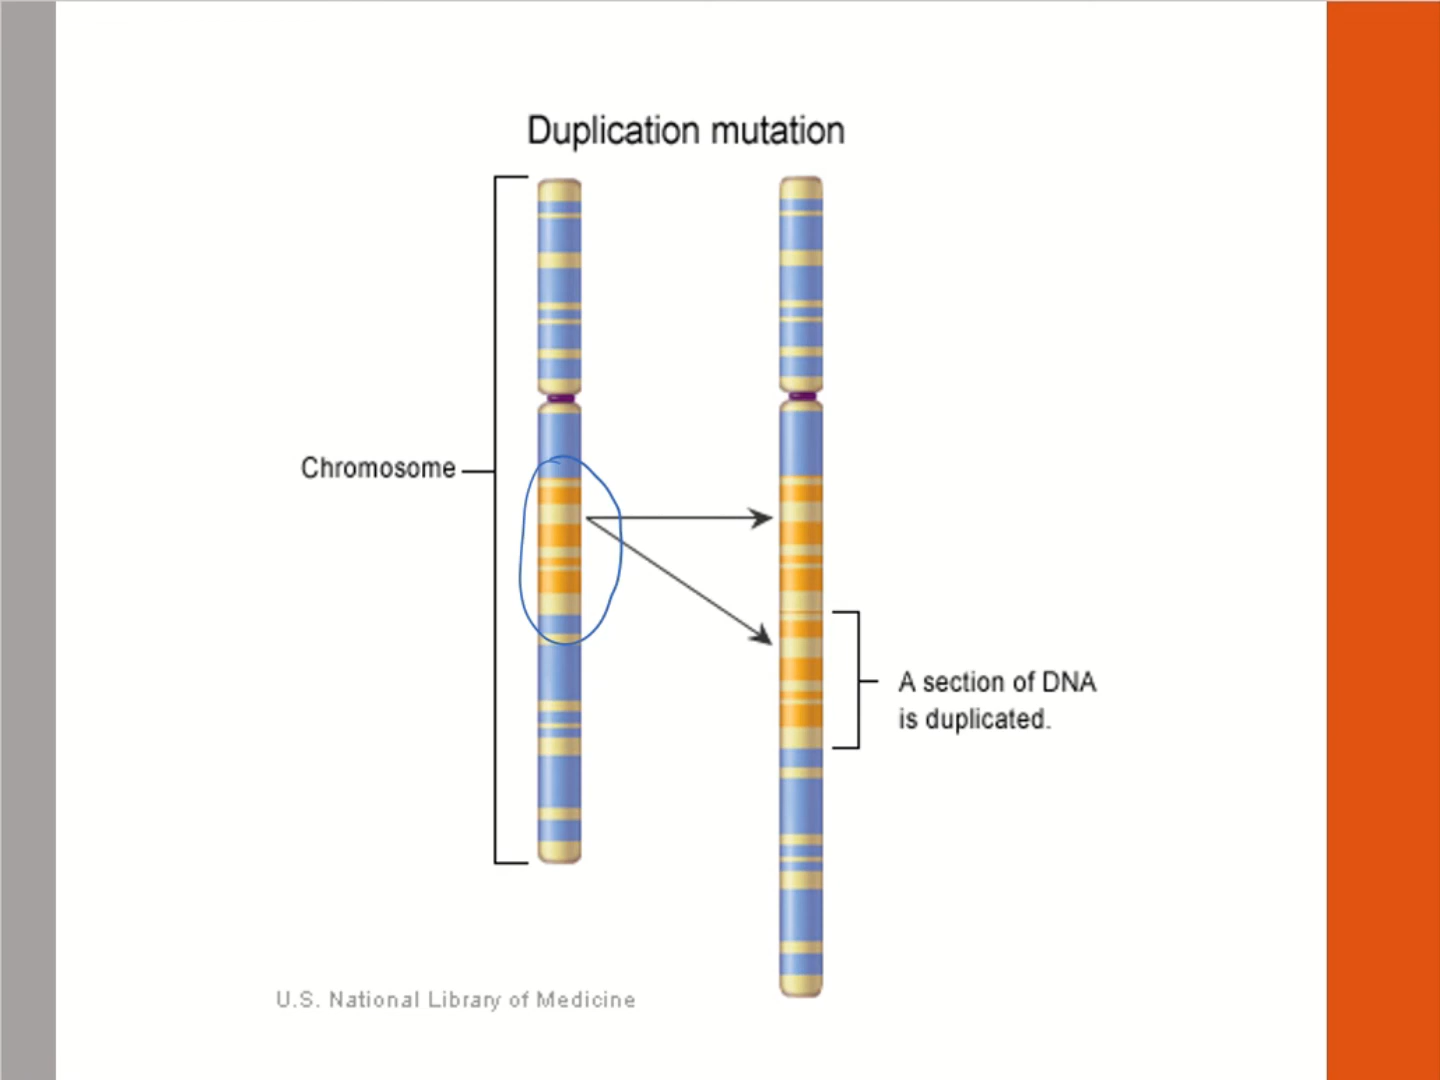 Duplication mutation
Chromosome
A section of DNA
is duplicated.
U.S. National Library of Medicine